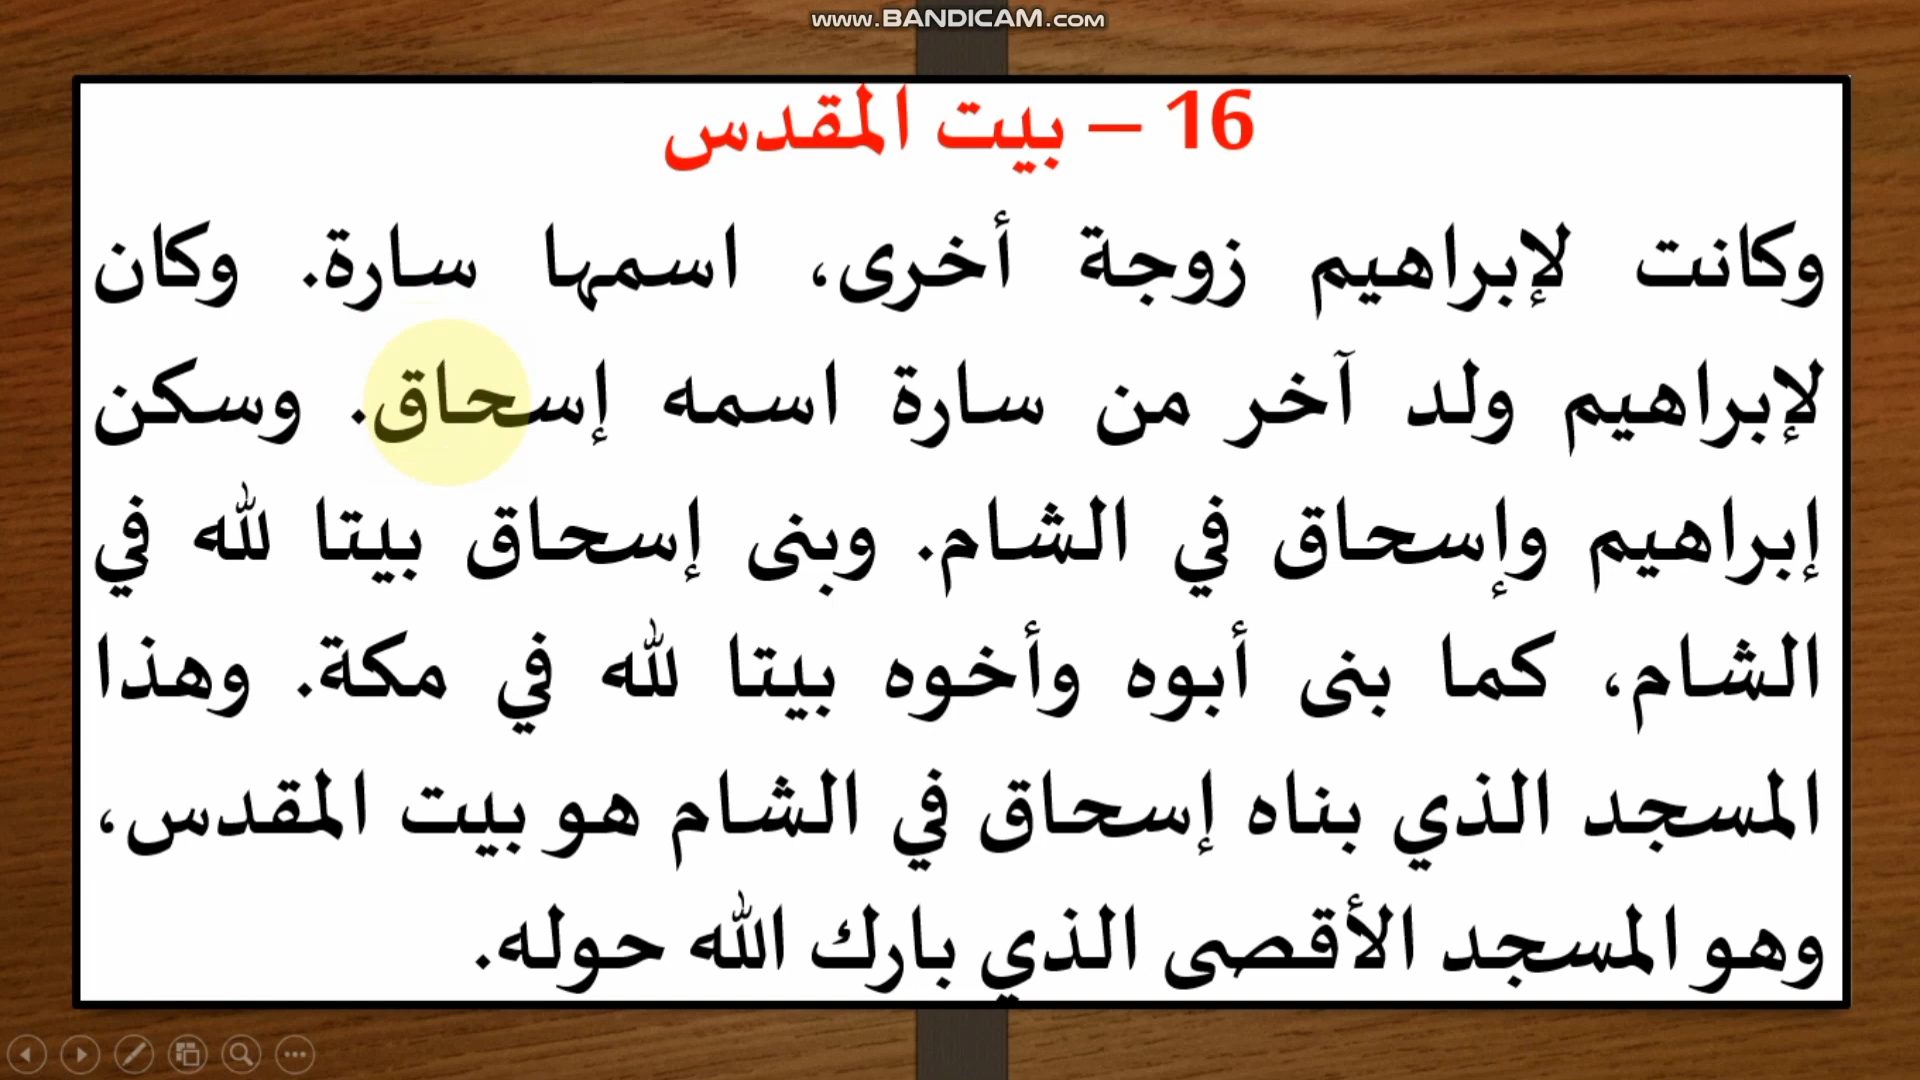 www.BANDICAM.com
16 – بيت المقدس
وكانت لإبراهيم زوجة أخرى، اسمها سارة. وكان
لإبراهيم ولد آخر من سارة اسمه إسحاق. وسكن
إبراهيم وإسحاق في الشام. وبنى إسحاق بيتا لله في
الشام، كما بنى أبوه وأخوه بيتا لله في مكة. وهذا
المسجد الذي بناه إسحاق في الشام هو بيت المقدس،
وهو المسجد الأقصى الذي بارك الله حوله.